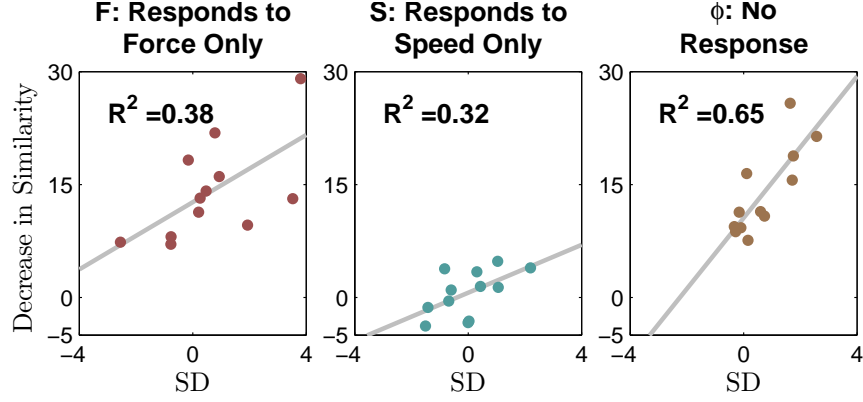 F: Responds to
Force Only
S: Responds to
Speed Only
ϕ: No
Response
Decrease in Similarity
30
15
0
−5
R² =0.38
−4
0
4
SD
30
15
0
−5
R² =0.32
−4
0
4
SD
30
15
0
−5
R² =0.65
−4
0
4
SD